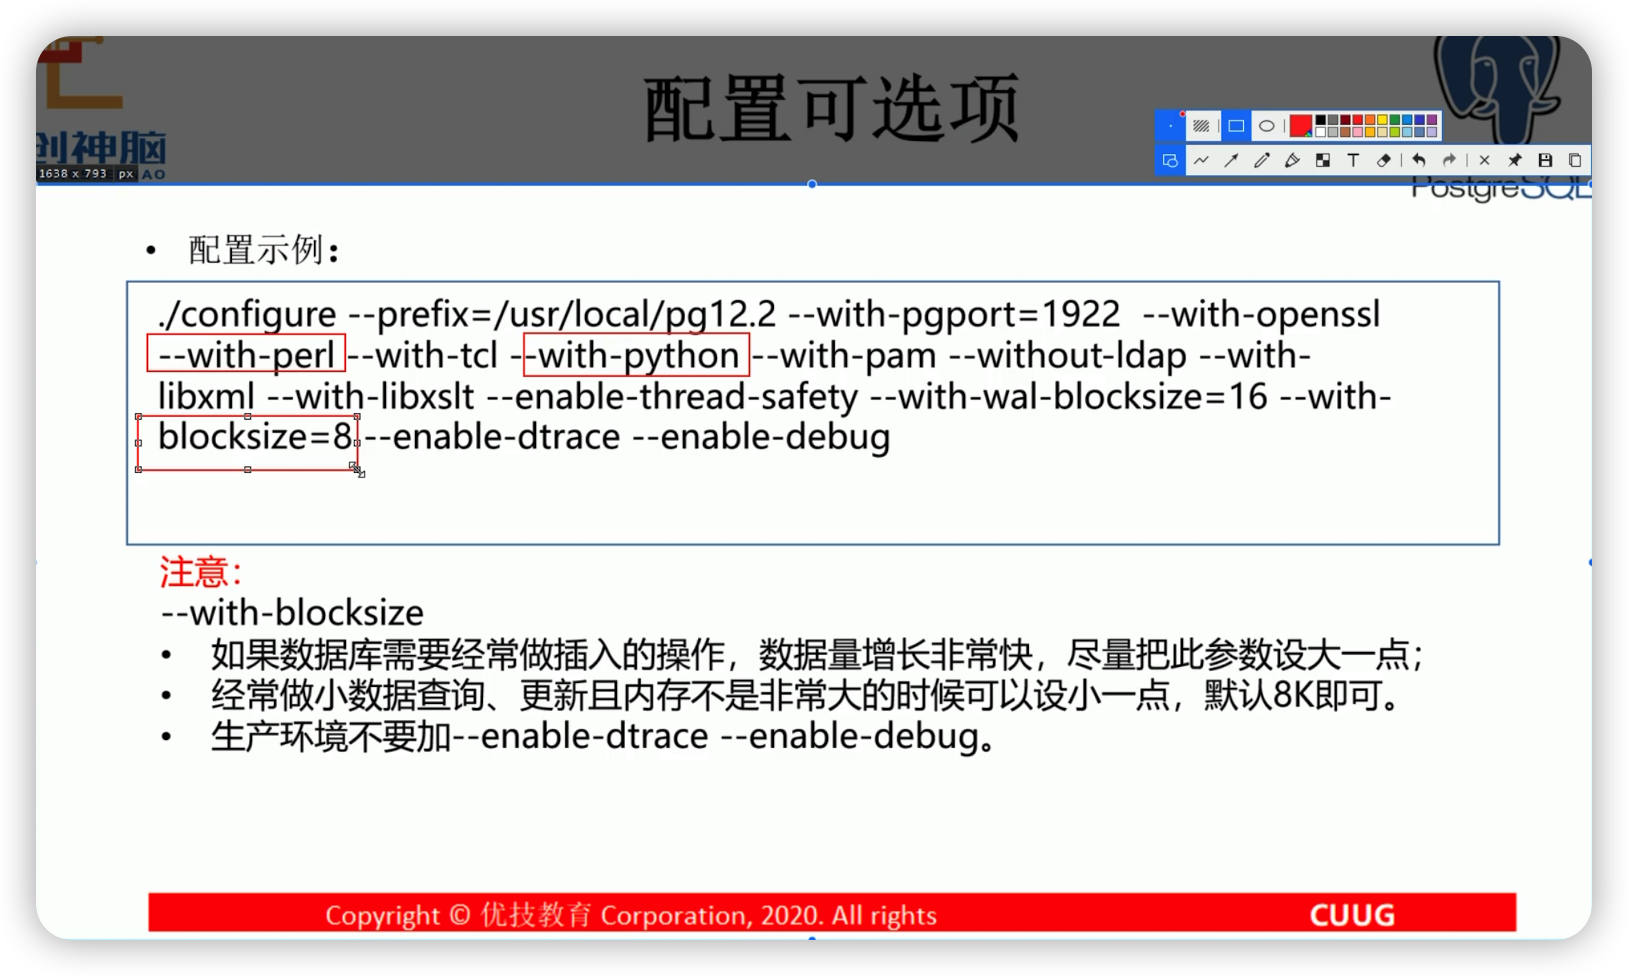 配置可选项
创神脑
1638 x 793 px AO
PostgreSQL
• 配置示例：
./configure --prefix=/usr/local/pg12.2 --with-pgport=1922 --with-openssl
--with-perl --with-tcl --with-python --with-pam --without-ldap --with-
libxml --with-libxslt --enable-thread-safety --with-wal-blocksize=16 --with-
blocksize=8 --enable-dtrace --enable-debug
注意：
--with-blocksize
• 如果数据库需要经常做插入的操作，数据量增长非常快，尽量把此参数设大一点；
• 经常做小数据查询、更新且内存不是非常大的时候可以设小一点，默认8K即可。
• 生产环境不要加--enable-dtrace --enable-debug。
Copyright © 优技教育 Corporation, 2020. All rights
CUUG